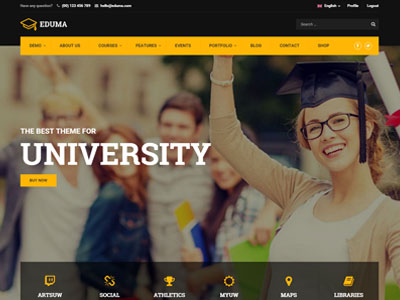 Have any question? (00) 123 456 789 hello@eduma.com English Profile Logout
EDUMA Search...
DEMO ABOUT US COURSES FEATURES EVENTS PORTFOLIO BLOG CONTACT SHOP
THE BEST THEME FOR
UNIVERSITY
BUY NOW
ARTSUW SOCIAL ATHLETICS MYUW MAPS LIBRARIES